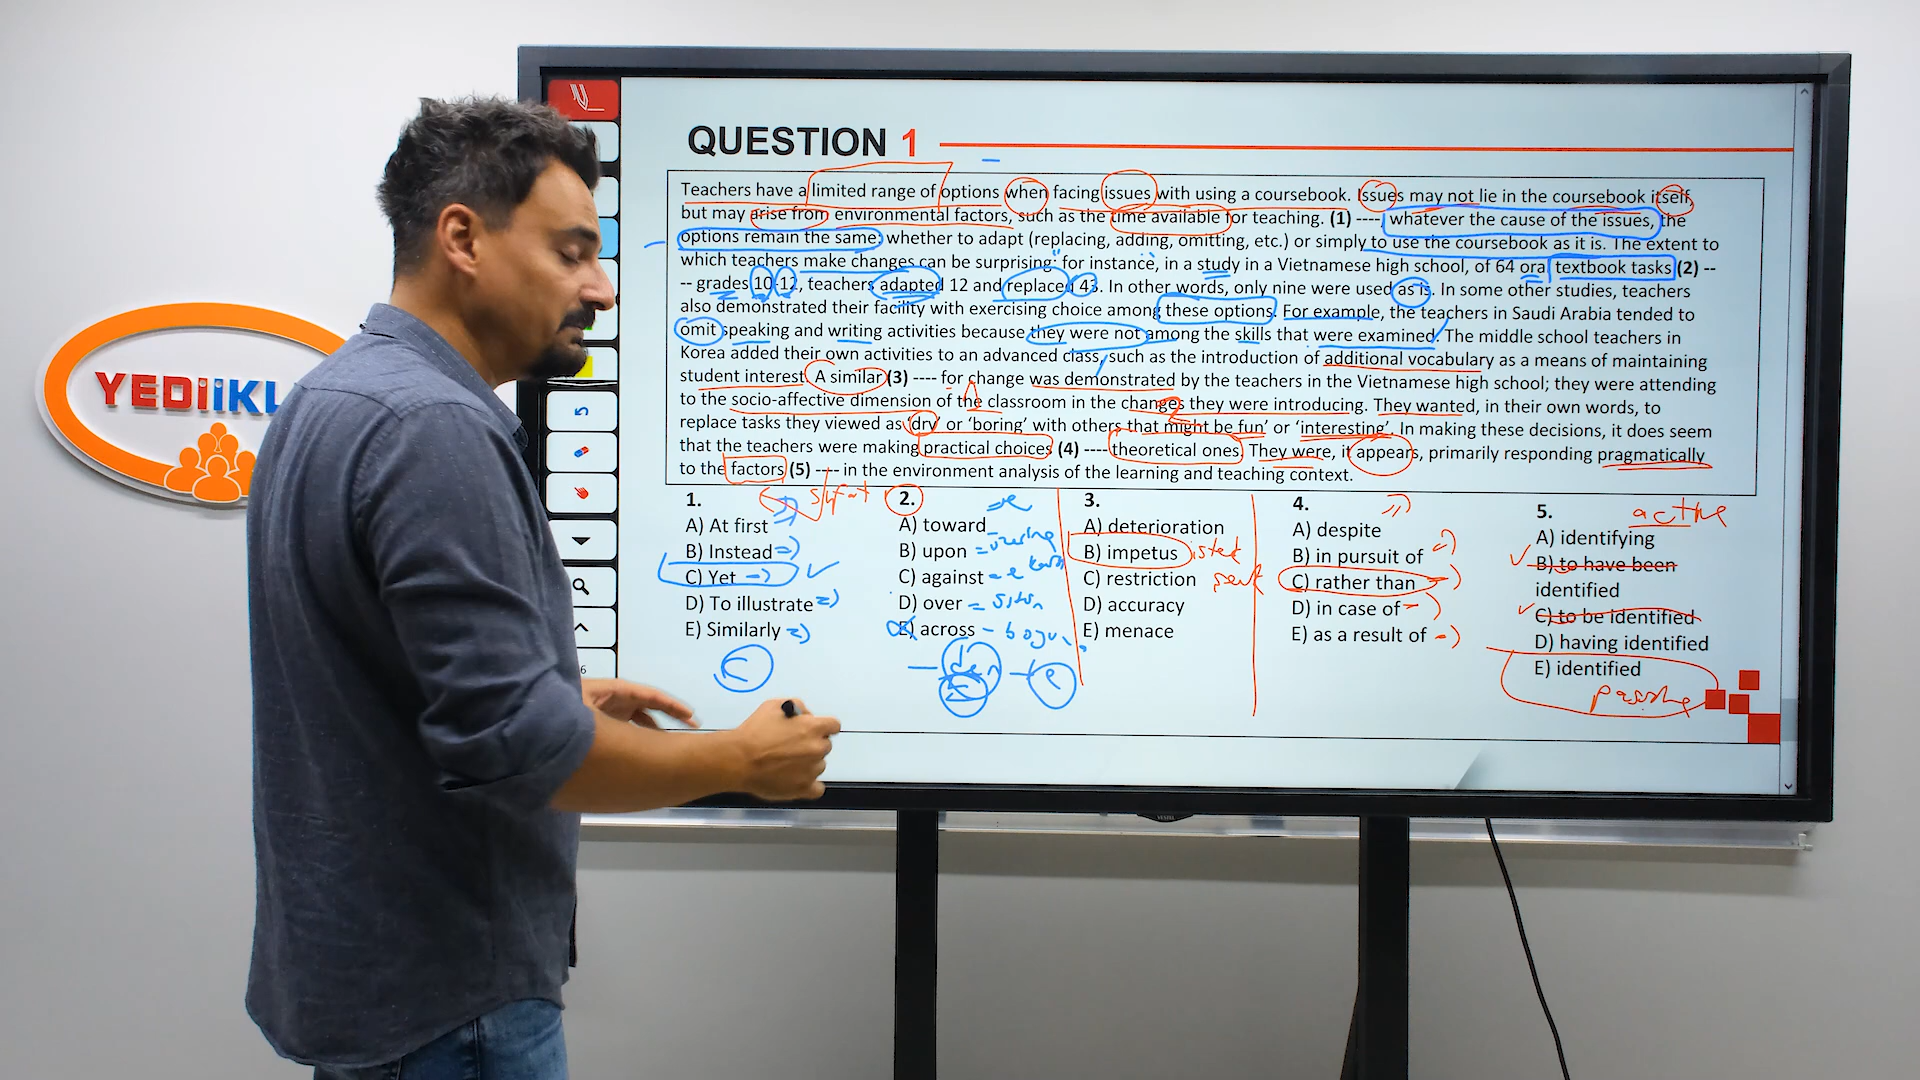 YEDiiKL
QUESTION 1
Teachers have a limited range of options when facing issues with using a coursebook. Issues may not lie in the coursebook itself,
but may arise from environmental factors, such as the time available for teaching. (1) ----, whatever the cause of the issues, the
options remain the same: whether to adapt (replacing, adding, omitting, etc.) or simply to use the coursebook as it is. The extent to
which teachers make changes can be surprising: for instance, in a study in a Vietnamese high school, of 64 oral textbook tasks (2) --
-- grades 10-12, teachers adapted 12 and replaced 43. In other words, only nine were used as is. In some other studies, teachers
also demonstrated their facility with exercising choice among these options. For example, the teachers in Saudi Arabia tended to
omit speaking and writing activities because they were not among the skills that were examined. The middle school teachers in
Korea added their own activities to an advanced class, such as the introduction of additional vocabulary as a means of maintaining
student interest. A similar (3) ---- for change was demonstrated by the teachers in the Vietnamese high school; they were attending
to the socio-affective dimension of the classroom in the changes they were introducing. They wanted, in their own words, to
replace tasks they viewed as 'dry' or 'boring' with others that might be fun' or 'interesting'. In making these decisions, it does seem
that the teachers were making practical choices (4) ---- theoretical ones. They were, it appears, primarily responding pragmatically
to the factors (5) ---- in the environment analysis of the learning and teaching context.
1.
A) At first
B) Instead
C) Yet
D) To illustrate
E) Similarly
C
2.
A) toward
B) upon
C) against
D) over
E) across
3.
A) deterioration
B) impetus
C) restriction
D) accuracy
E) menace
4.
A) despite
B) in pursuit of
C) rather than
D) in case of
E) as a result of
5.
active
A) identifying
B) to have been
identified
C) to be identified
D) having identified
E) identified
passive
VESTEL